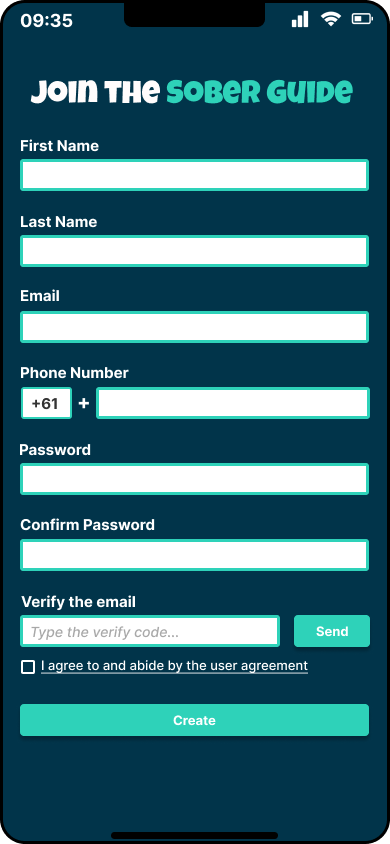 09:35
Join the Sober Guide
First Name
Last Name
Email
Phone Number
+61 +
Password
Confirm Password
Verify the email
Type the verify code... Send
I agree to and abide by the user agreement
Create